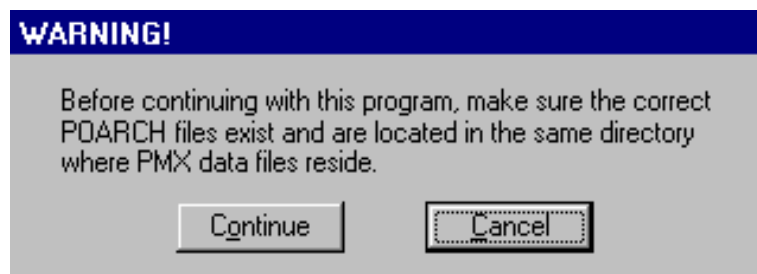 WARNING!
Before continuing with this program, make sure the correct
POARCH files exist and are located in the same directory
where PMX data files reside.
Continue Cancel